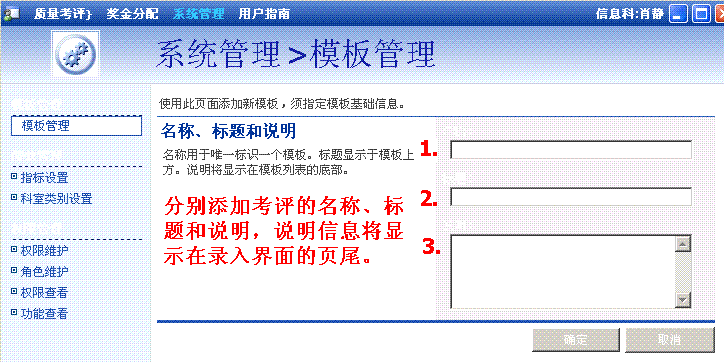 质量考评} 奖金分配 系统管理 用户指南 信息科:肖静
系统管理 >模板管理
模板管理
指标设置
科室类别设置
权限维护
角色维护
权限查看
功能查看
使用此页面添加新模板，须指定模板基础信息。
名称、标题和说明
名称用于唯一标识一个模板。标题显示于模板上
方。说明将显示在模板列表的底部。
分别添加考评的名称、标
题和说明，说明信息将显
示在录入界面的页尾。
1.
2.
3.
确定 取消